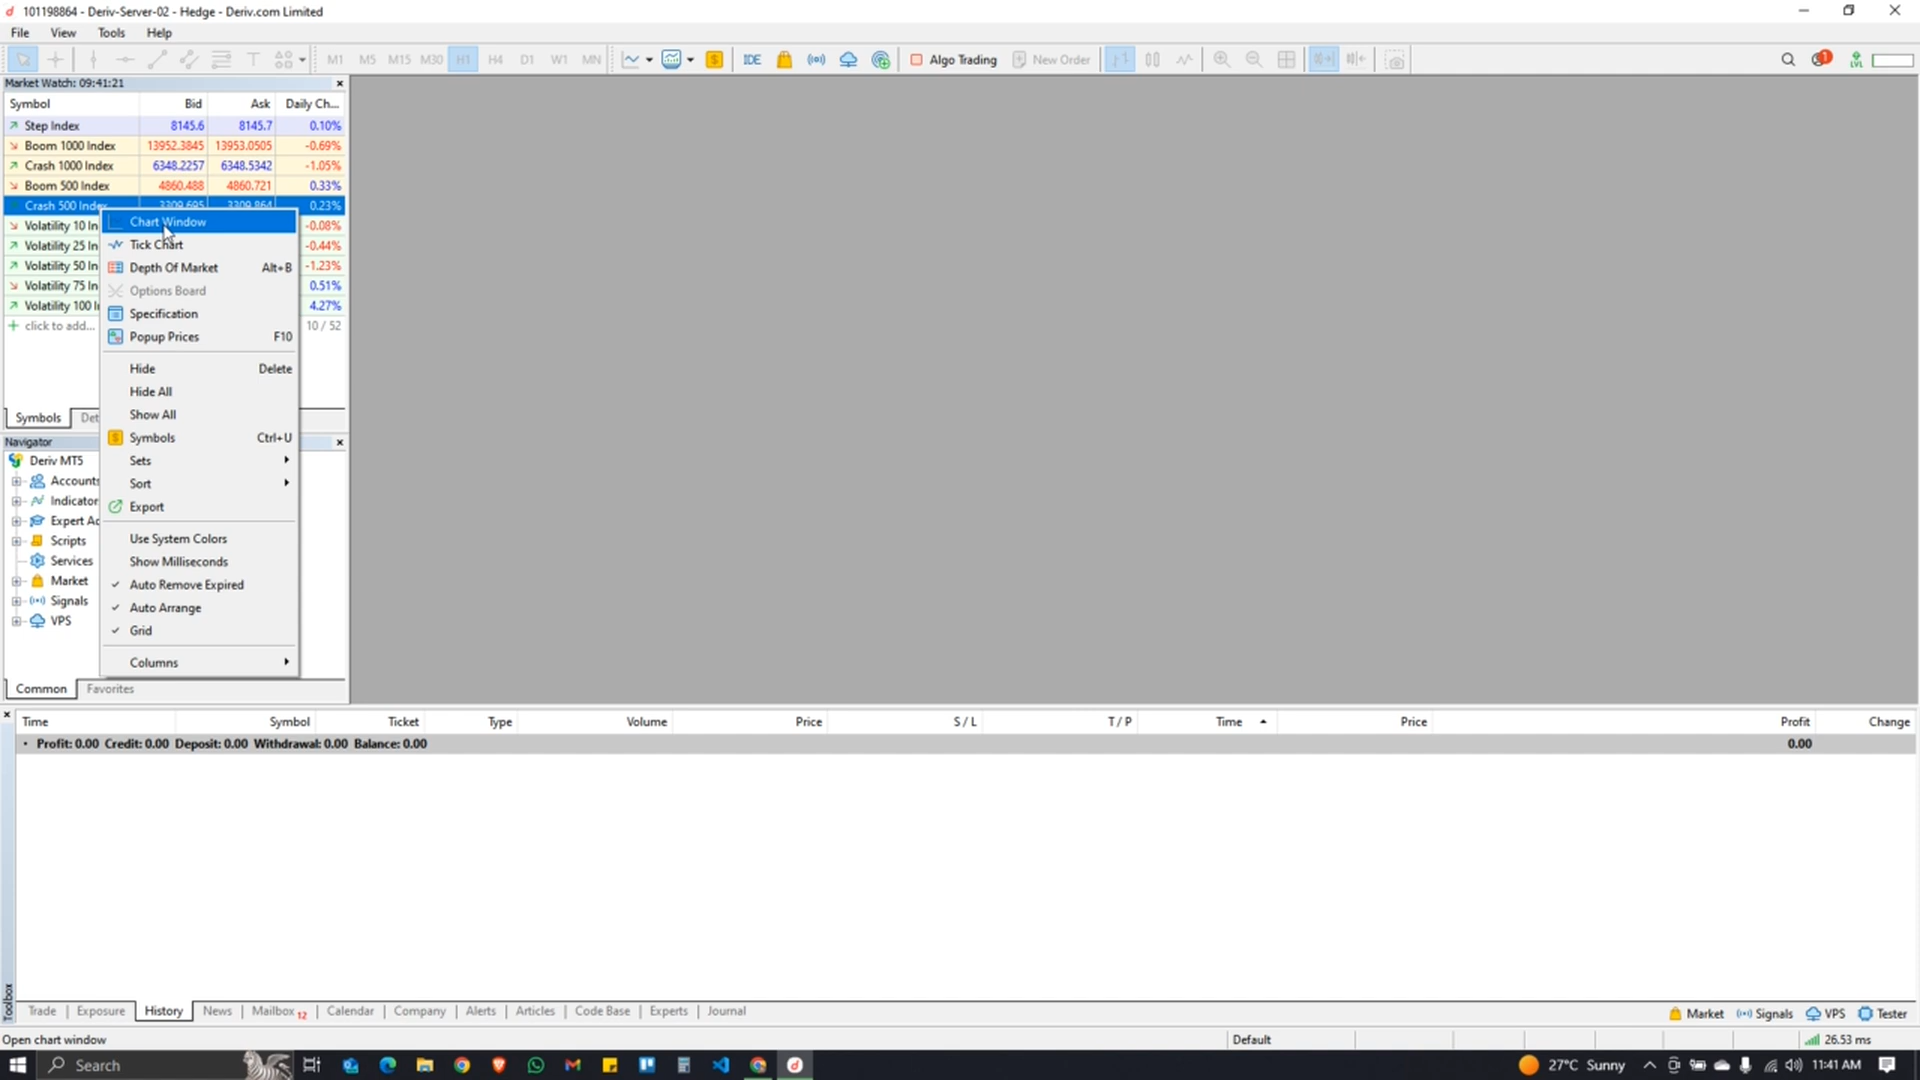 101198864 - Deriv-Server-02 - Hedge - Deriv.com Limited
File View Tools Help
M1 M5 M15 M30 H1 H4 D1 W1 MN IDE Algo Trading New Order 1 LVL
Market Watch: 09:41:21
Symbol Bid Ask Daily Ch...
Step Index 8145.6 8145.7 0.10%
Boom 1000 Index 13952.3845 13953.0505 -0.69%
Crash 1000 Index 6348.2257 6348.5342 -1.05%
Boom 500 Index 4860.488 4860.721 0.33%
Crash 500 Index 3309.695 3309.864 0.23%
Volatility 10 In -0.08%
Volatility 25 In -0.44%
Volatility 50 In -1.23%
Volatility 75 In 0.51%
Volatility 100 I 4.27%
click to add... 10 / 52
Chart Window
Tick Chart
Depth Of Market Alt+B
Options Board
Specification
Popup Prices F10
Hide Delete
Hide All
Show All
Symbols Ctrl+U
Sets
Sort
Export
Use System Colors
Show Milliseconds
Auto Remove Expired
Auto Arrange
Grid
Columns
Symbols Det
Navigator
Deriv MT5
Accounts
Indicator
Expert Ac
Scripts
Services
Market
Signals
VPS
Common Favorites
Time Symbol Ticket Type Volume Price S / L T / P Time Price Profit Change
Profit: 0.00 Credit: 0.00 Deposit: 0.00 Withdrawal: 0.00 Balance: 0.00 0.00
Toolbox
Trade Exposure History News Mailbox 12 Calendar Company Alerts Articles Code Base Experts Journal Market Signals VPS Tester
Open chart window Default 26.53 ms
Search 27°C Sunny 11:41 AM